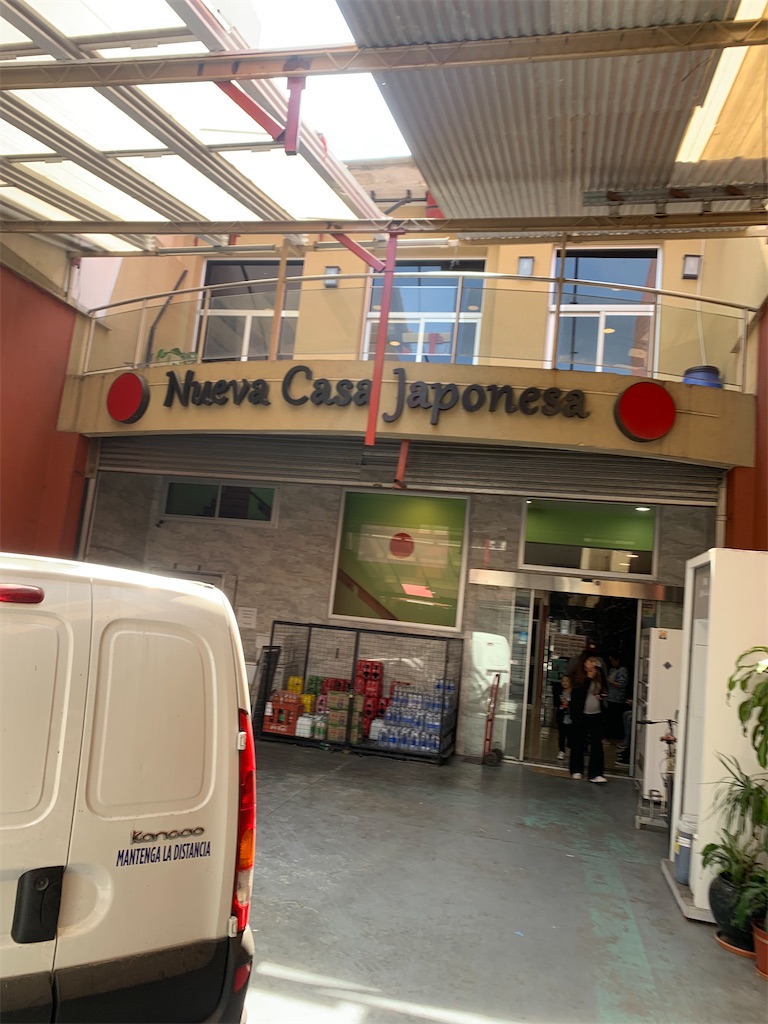 Nueva Casa Japonesa
Kangoo
MANTENGA LA DISTANCIA